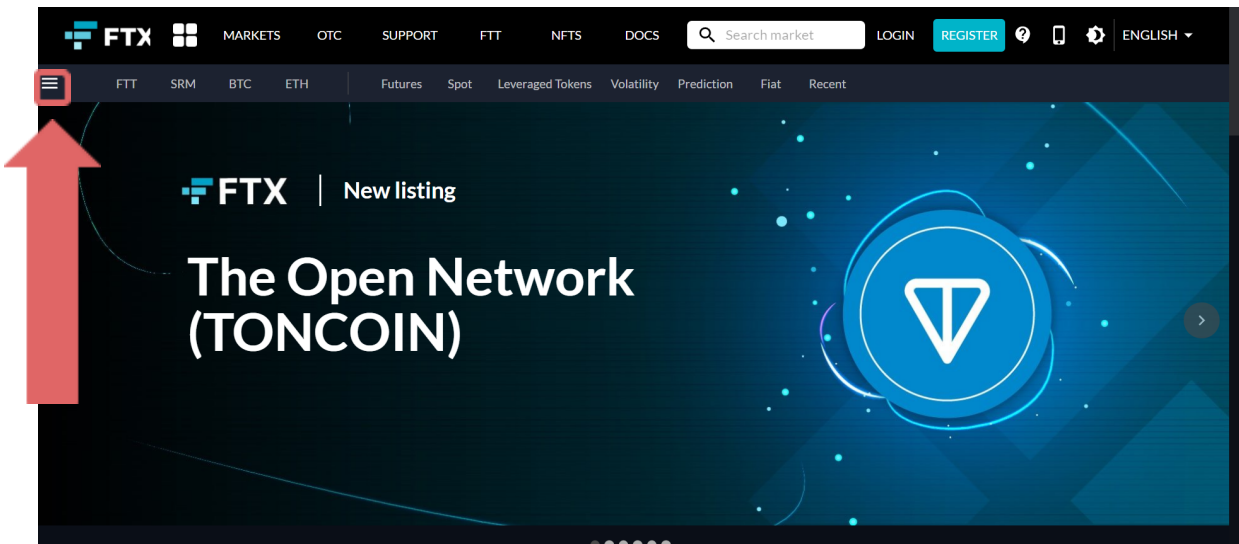 FTX MARKETS OTC SUPPORT FTT NFTS DOCS Search market LOGIN REGISTER ENGLISH
FTT SRM BTC ETH Futures Spot Leveraged Tokens Volatility Prediction Fiat Recent
FTX | New listing
The Open Network
(TONCOIN)